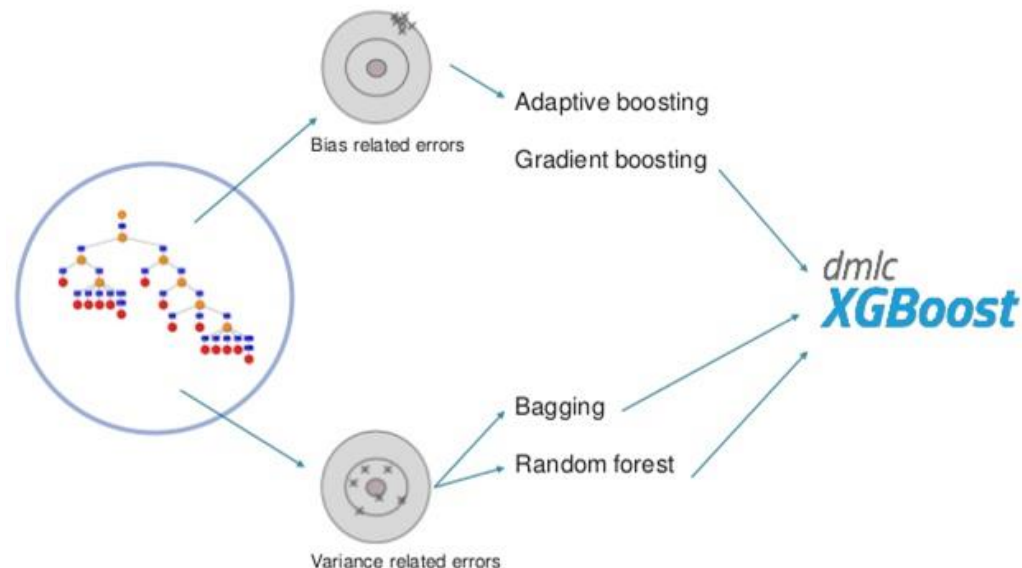 Bias related errors
Adaptive boosting
Gradient boosting
dmlc
XGBoost
Bagging
Random forest
Variance related errors